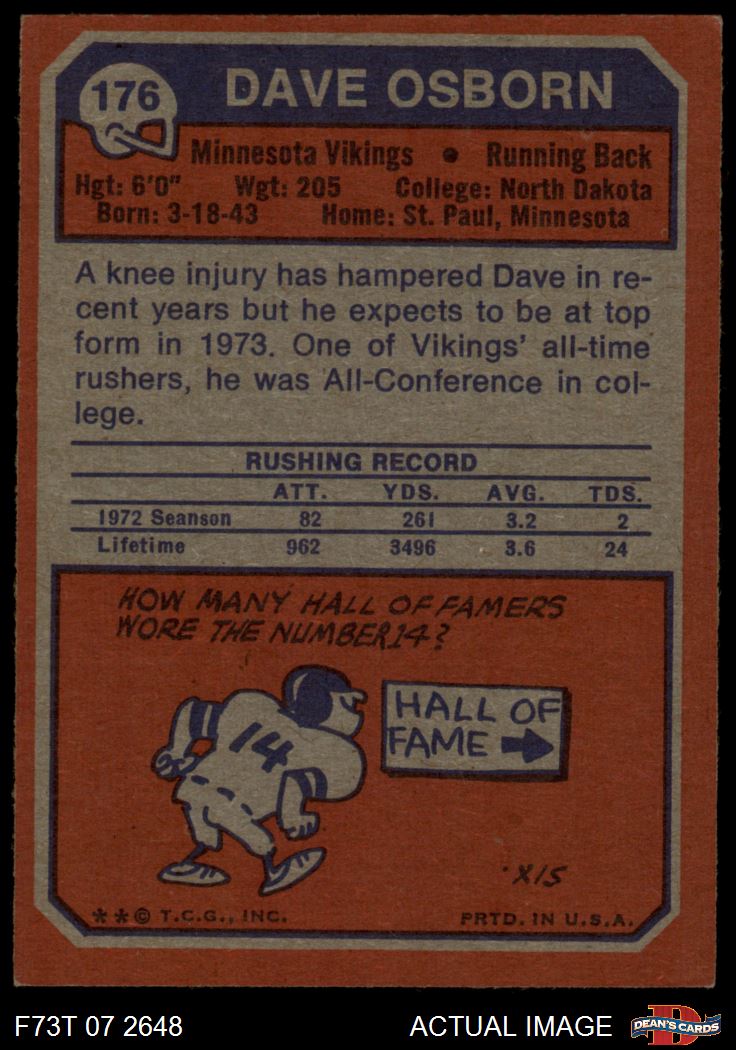 176
DAVE OSBORN
Minnesota Vikings • Running Back
Hgt: 6'0" Wgt: 205 College: North Dakota
Born: 3-18-43 Home: St. Paul, Minnesota
A knee injury has hampered Dave in re-
cent years but he expects to be at top
form in 1973. One of Vikings' all-time
rushers, he was All-Conference in col-
lege.
RUSHING RECORD
ATT. YDS. AVG. TDS.
1972 Seanson 82 261 3.2 2
Lifetime 962 3496 3.6 24
HOW MANY HALL OF FAMERS
WORE THE NUMBER 14?
14
HALL OF
FAME
XIS
**© T.C.G., INC. PRTD. IN U.S.A.
F73T 07 2648 ACTUAL IMAGE
D
DEAN'S CARDS